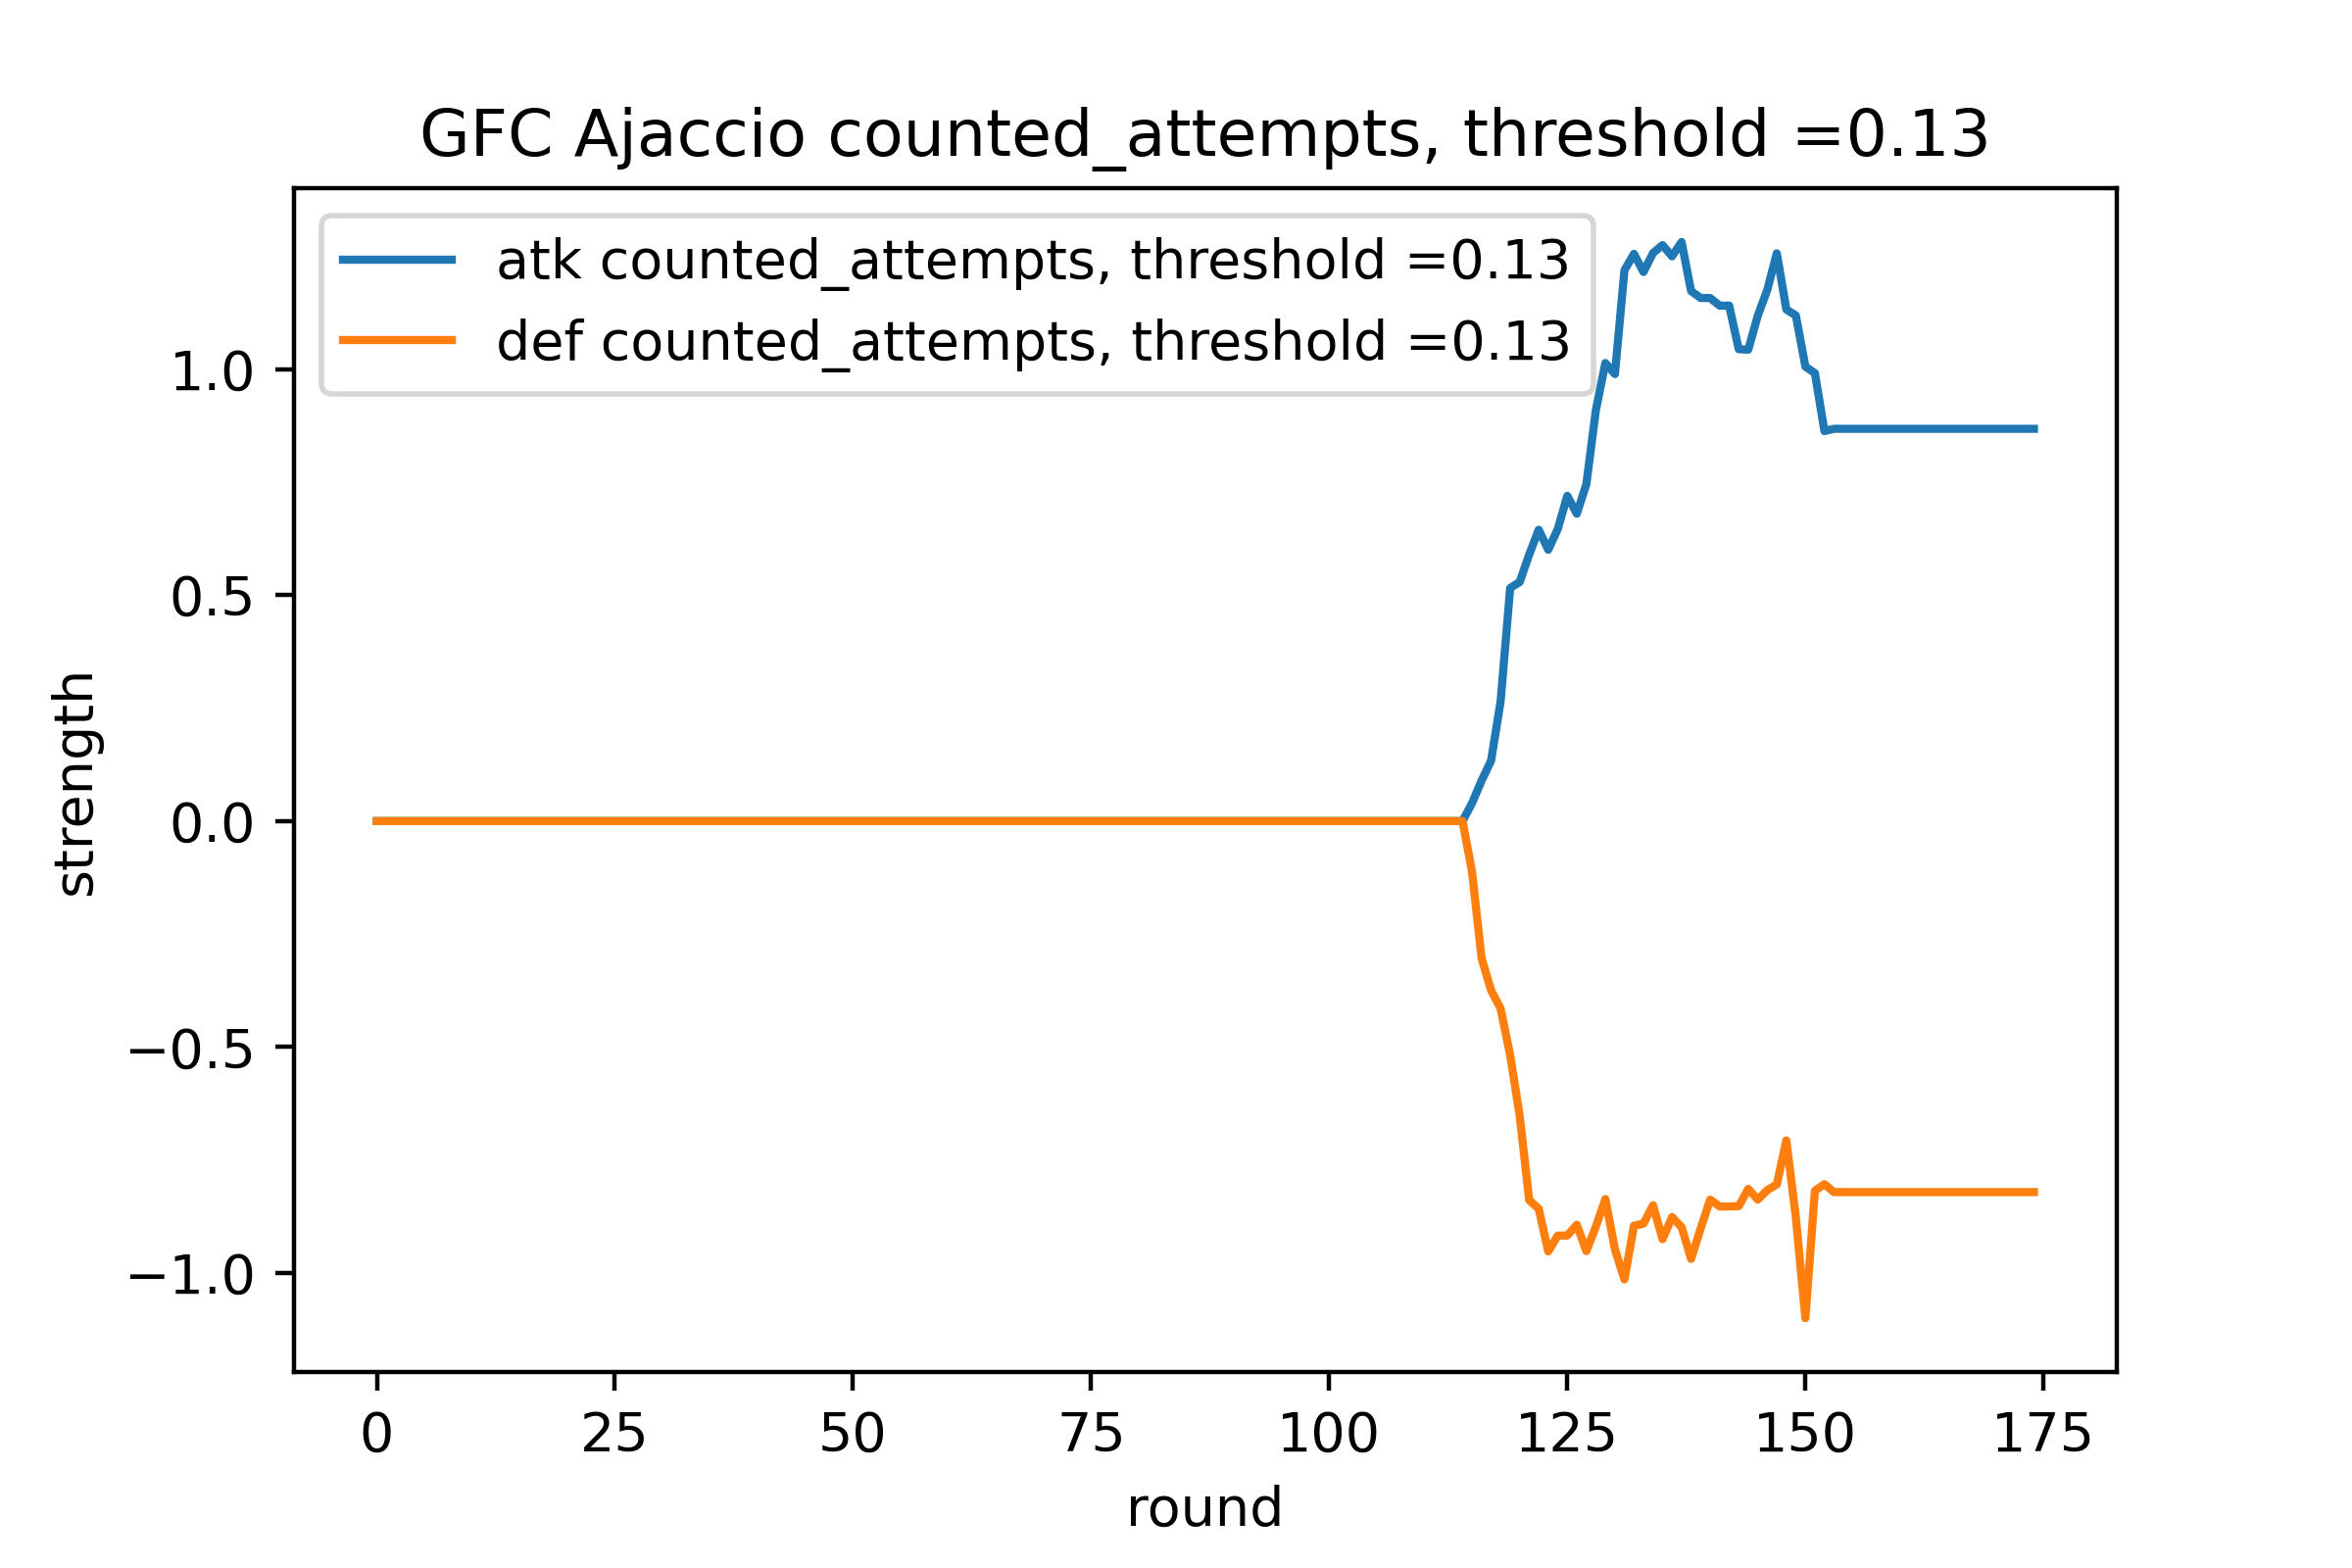 GFC Ajaccio counted_attempts, threshold =0.13
atk counted_attempts, threshold =0.13
def counted_attempts, threshold =0.13
1.0
0.5
0.0
−0.5
−1.0
strength
0 25 50 75 100 125 150 175
round